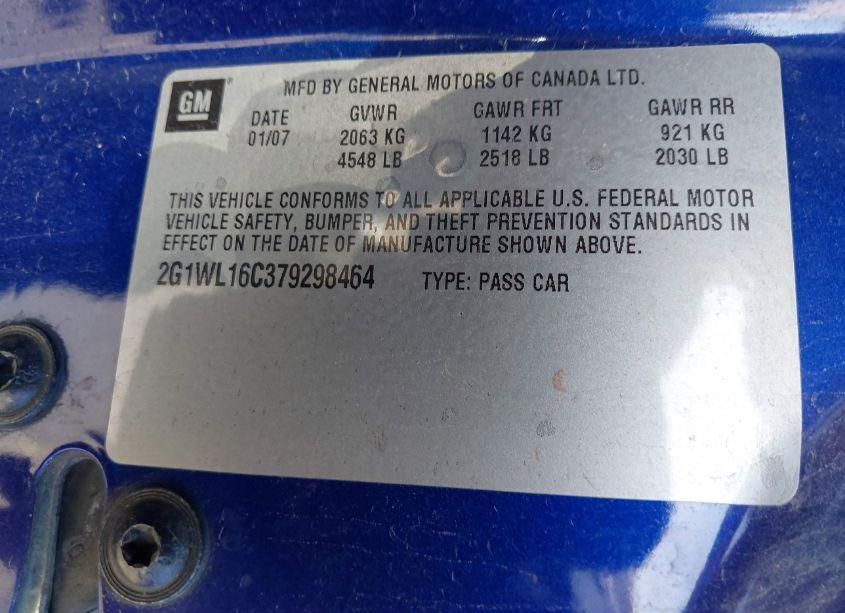 GM
MFD BY GENERAL MOTORS OF CANADA LTD.
DATE GVWR GAWR FRT GAWR RR
01/07 2063 KG 1142 KG 921 KG
4548 LB 2518 LB 2030 LB
THIS VEHICLE CONFORMS TO ALL APPLICABLE U.S. FEDERAL MOTOR
VEHICLE SAFETY, BUMPER, AND THEFT PREVENTION STANDARDS IN
EFFECT ON THE DATE OF MANUFACTURE SHOWN ABOVE.
2G1WL16C379298464 TYPE: PASS CAR